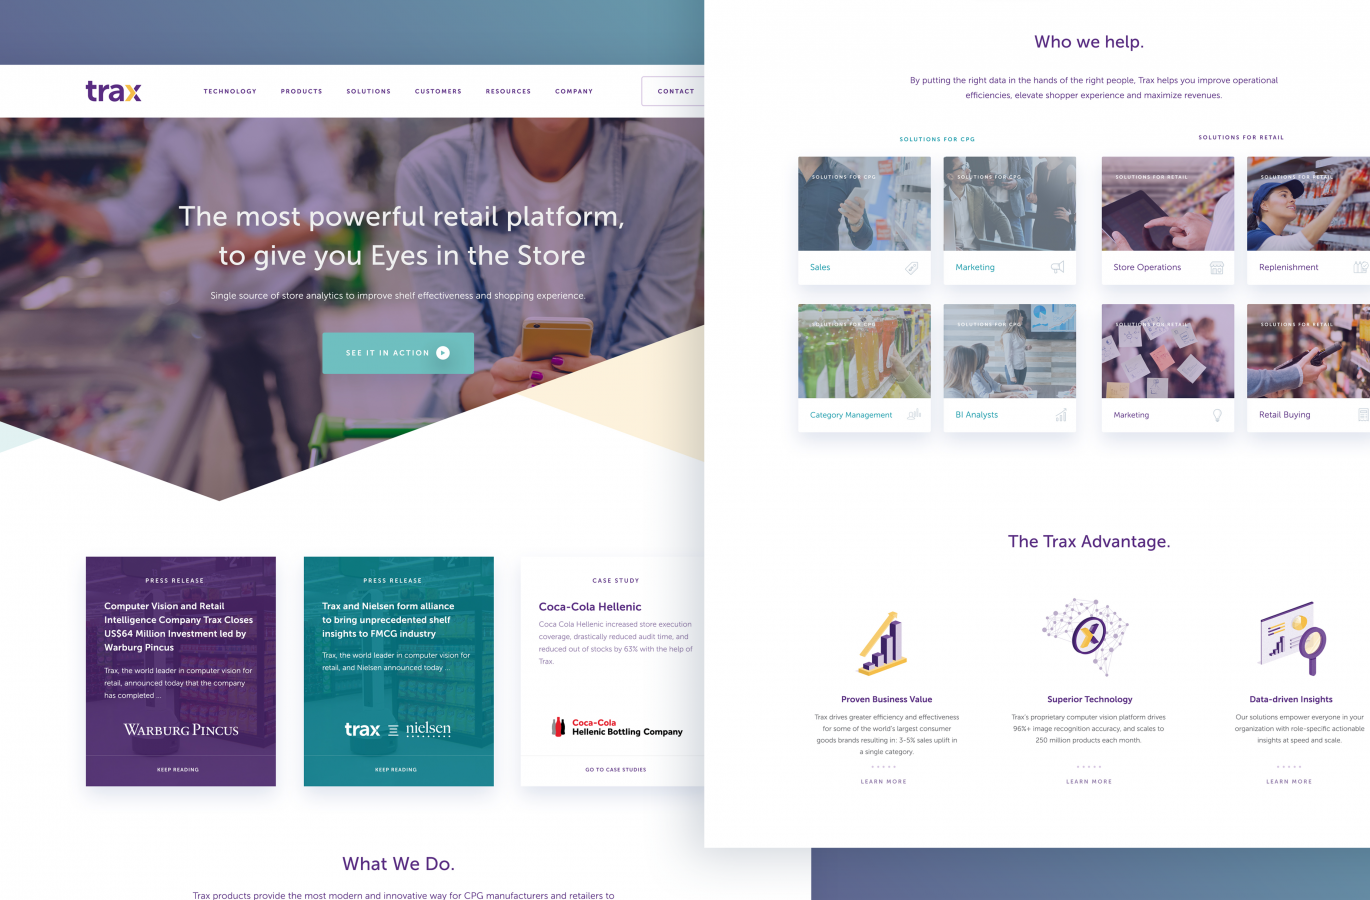 trax
TECHNOLOGY
PRODUCTS
SOLUTIONS
CUSTOMERS
RESOURCES
COMPANY
CONTACT
The most powerful retail platform,
to give you Eyes in the Store
Single source of store analytics to improve shelf effectiveness and shopping experience.
SEE IT IN ACTION
PRESS RELEASE
Computer Vision and Retail
Intelligence Company Trax Closes
US$64 Million Investment led by
Warburg Pincus
Trax, the world leader in computer vision for
retail, announced today that the company
has completed ...
WARBURG PINCUS
KEEP READING
PRESS RELEASE
Trax and Nielsen form alliance
to bring unprecedented shelf
insights to FMCG industry
Trax, the world leader in computer vision for
retail, and Nielsen announced today ...
trax
nielsen
KEEP READING
CASE STUDY
Coca-Cola Hellenic
Coca Cola Hellenic increased store execution
coverage, drastically reduced audit time, and
reduced out of stocks by 63% with the help of
Trax.
Coca-Cola
Hellenic Bottling Company
GO TO CASE STUDIES
What We Do.
Trax products provide the most modern and innovative way for CPG manufacturers and retailers to
Who we help.
By putting the right data in the hands of the right people, Trax helps you improve operational
efficiencies, elevate shopper experience and maximize revenues.
SOLUTIONS FOR CPG
SOLUTIONS FOR RETAIL
SOLUTIONS FOR CPG
Sales
SOLUTIONS FOR CPG
Marketing
SOLUTIONS FOR RETAIL
Store Operations
SOLUTIONS FOR RETAIL
Replenishment
SOLUTIONS FOR CPG
Category Management
SOLUTIONS FOR CPG
BI Analysts
SOLUTIONS FOR RETAIL
Marketing
SOLUTIONS FOR RETAIL
Retail Buying
The Trax Advantage.
Proven Business Value
Trax drives greater efficiency and effectiveness
for some of the world's largest consumer
goods brands resulting in: 3-5% sales uplift in
a single category.
LEARN MORE
Superior Technology
Trax's proprietary computer vision platform drives
96%+ image recognition accuracy, and scales to
250 million products each month.
LEARN MORE
Data-driven Insights
Our solutions empower everyone in your
organization with role-specific actionable
insights at speed and scale.
LEARN MORE